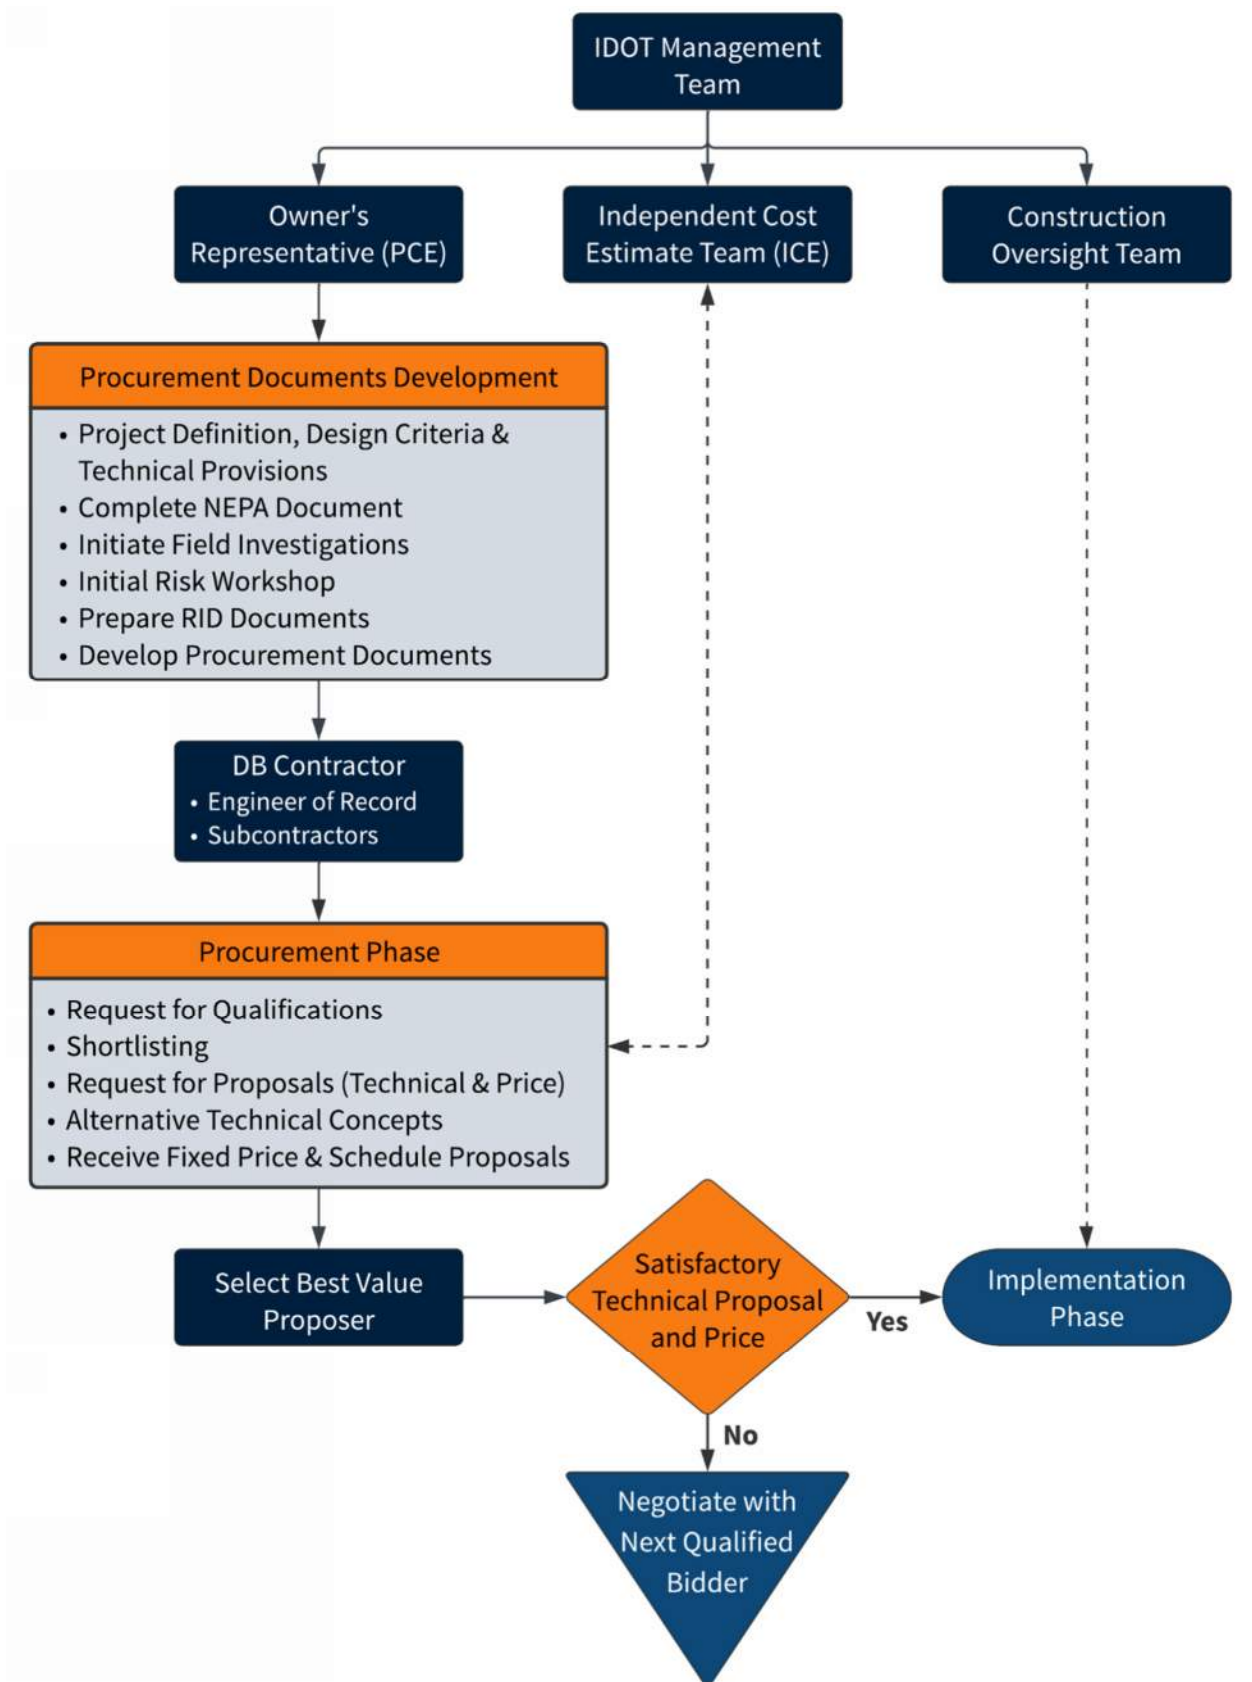 IDOT Management
Team
Owner's
Representative (PCE)
Independent Cost
Estimate Team (ICE)
Construction
Oversight Team
Procurement Documents Development
• Project Definition, Design Criteria &
Technical Provisions
• Complete NEPA Document
• Initiate Field Investigations
• Initial Risk Workshop
• Prepare RID Documents
• Develop Procurement Documents
DB Contractor
• Engineer of Record
• Subcontractors
Procurement Phase
• Request for Qualifications
• Shortlisting
• Request for Proposals (Technical & Price)
• Alternative Technical Concepts
• Receive Fixed Price & Schedule Proposals
Select Best Value
Proposer
Satisfactory
Technical Proposal
and Price
Yes
Implementation
Phase
No
Negotiate with
Next Qualified
Bidder